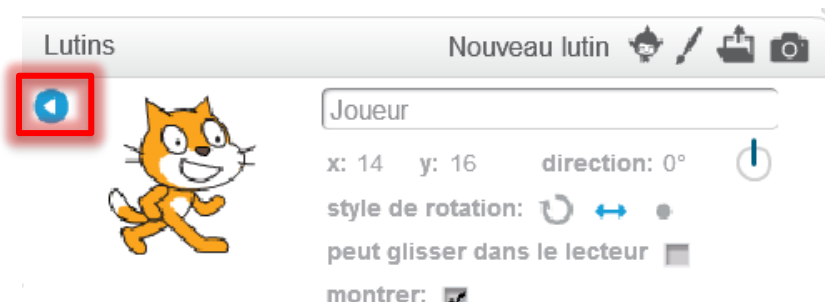 Lutins Nouveau lutin
Joueur
x: 14 y: 16 direction: 0°
style de rotation:
peut glisser dans le lecteur
montrer: